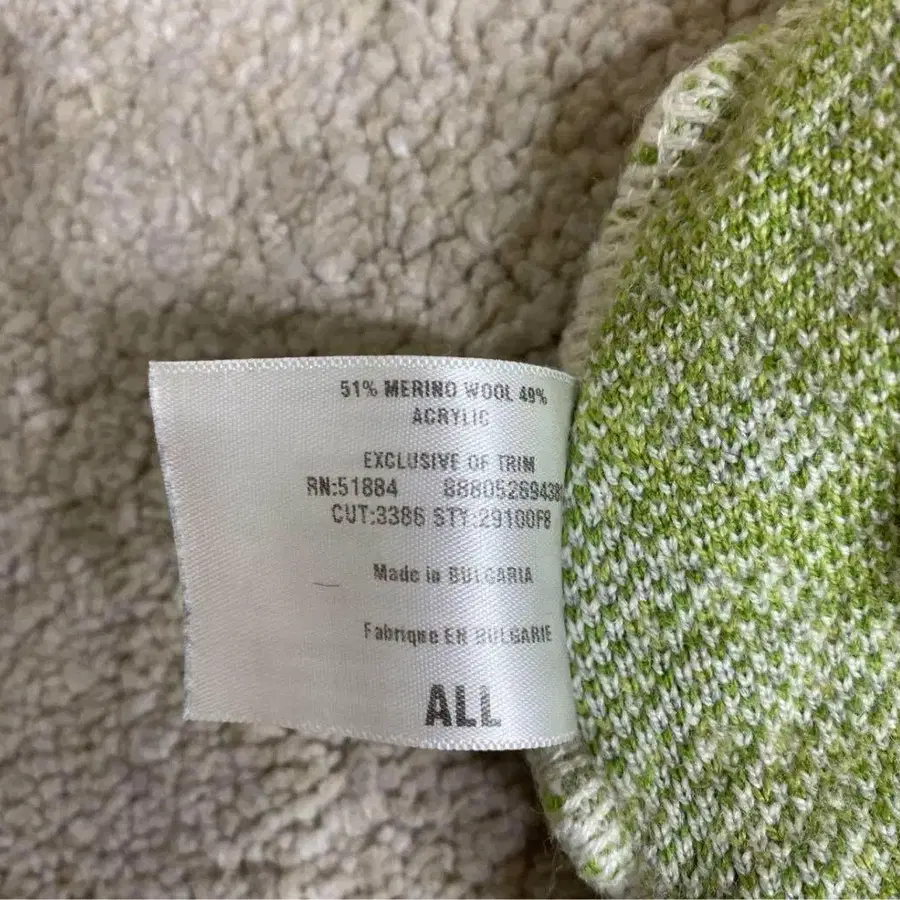 51% MERINO WOOL 49%
ACRYLIC
EXCLUSIVE OF TRIM
RN:51884
CUT:3386 STY:29100F8
Made in BULGARIA
Fabrique EN BULGARIE
ALL